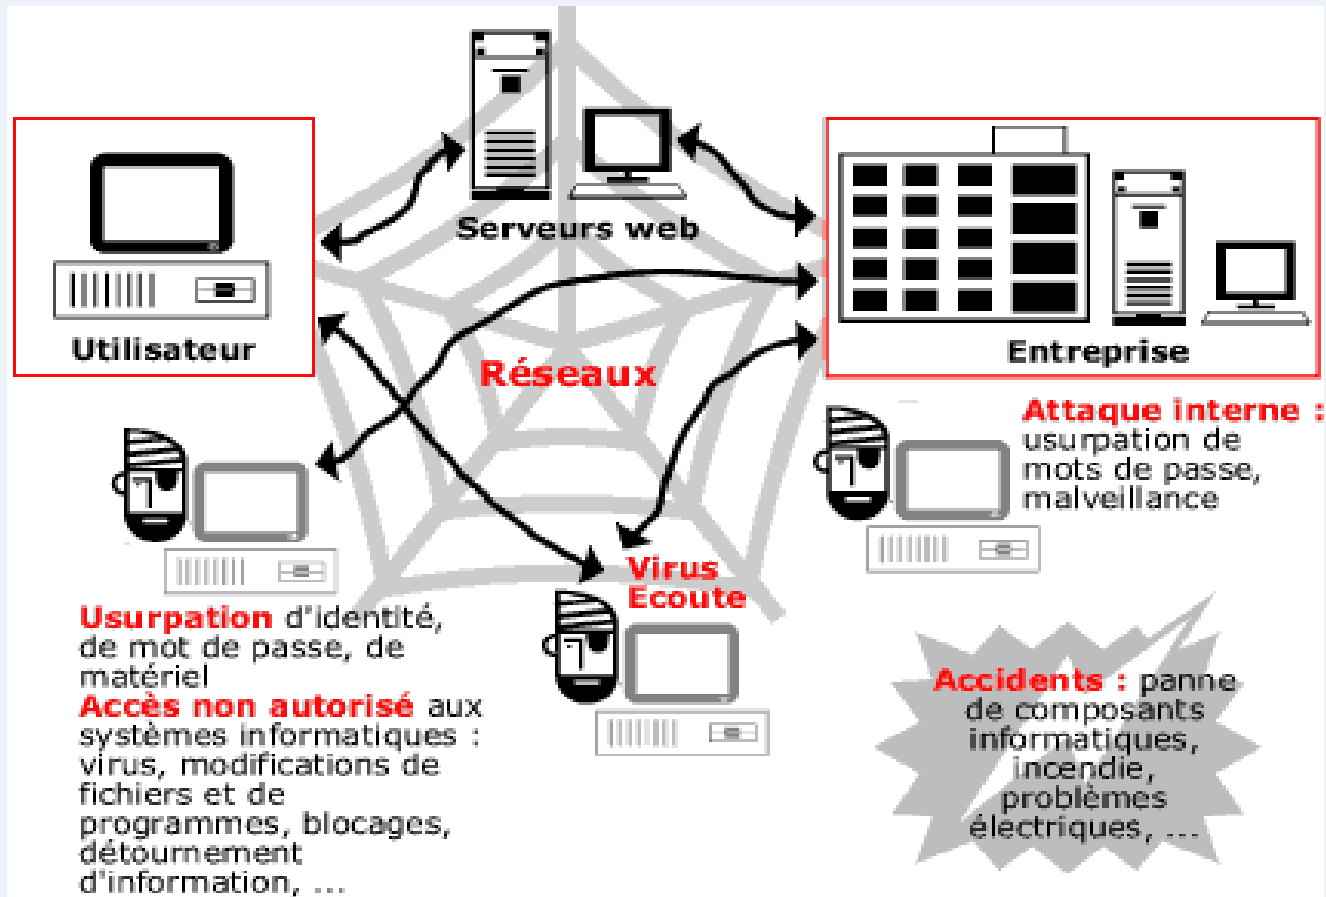 Serveurs web
Utilisateur
Réseaux
Entreprise
Attaque interne :
usurpation de
mots de passe,
malveillance
Virus
Ecoute
Usurpation d'identité,
de mot de passe, de
matériel
Accès non autorisé aux
systèmes informatiques :
virus, modifications de
fichiers et de
programmes, blocages,
détournement
d'information, ...
Accidents : panne
de composants
informatiques,
incendie,
problèmes
électriques, ...